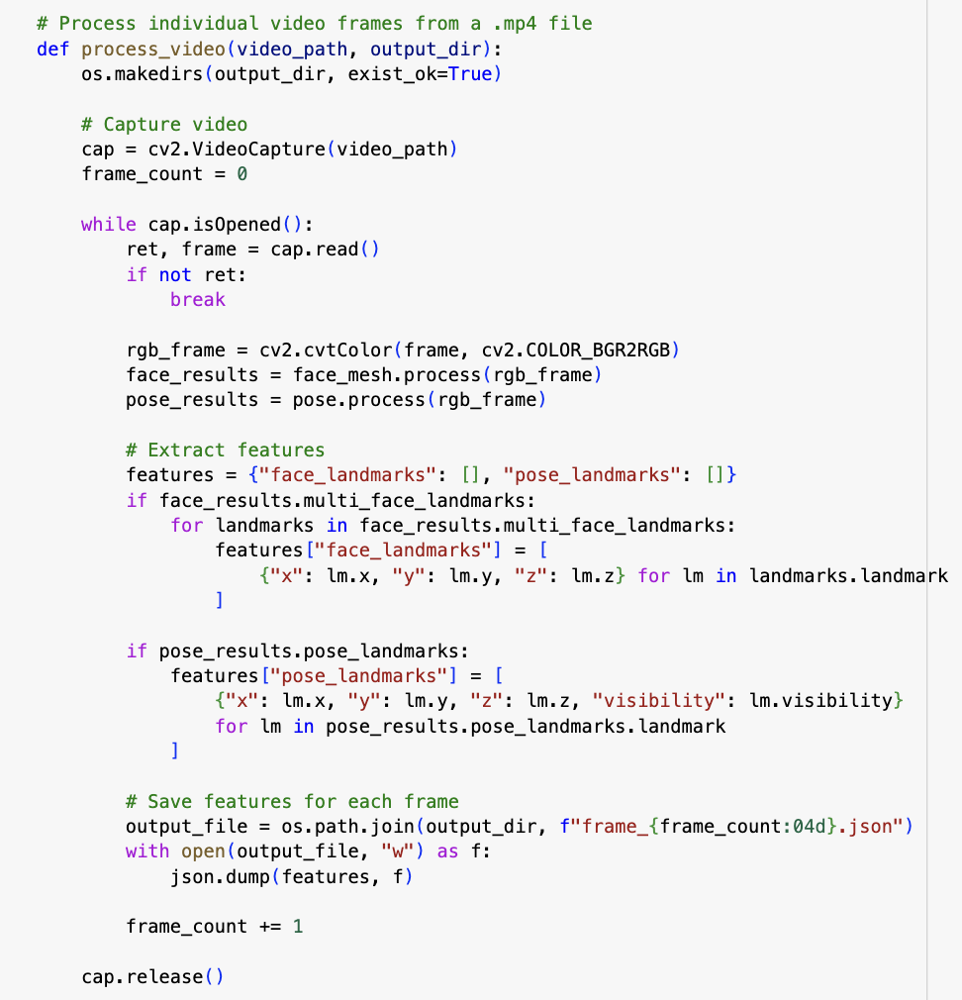 # Process individual video frames from a .mp4 file
def process_video(video_path, output_dir):
    os.makedirs(output_dir, exist_ok=True)

    # Capture video
    cap = cv2.VideoCapture(video_path)
    frame_count = 0

    while cap.isOpened():
        ret, frame = cap.read()
        if not ret:
            break

        rgb_frame = cv2.cvtColor(frame, cv2.COLOR_BGR2RGB)
        face_results = face_mesh.process(rgb_frame)
        pose_results = pose.process(rgb_frame)

        # Extract features
        features = {"face_landmarks": [], "pose_landmarks": []}
        if face_results.multi_face_landmarks:
            for landmarks in face_results.multi_face_landmarks:
                features["face_landmarks"] = [
                    {"x": lm.x, "y": lm.y, "z": lm.z} for lm in landmarks.landmark
                ]

        if pose_results.pose_landmarks:
            features["pose_landmarks"] = [
                {"x": lm.x, "y": lm.y, "z": lm.z, "visibility": lm.visibility}
                for lm in pose_results.pose_landmarks.landmark
            ]

        # Save features for each frame
        output_file = os.path.join(output_dir, f"frame_{frame_count:04d}.json")
        with open(output_file, "w") as f:
            json.dump(features, f)

        frame_count += 1

    cap.release()